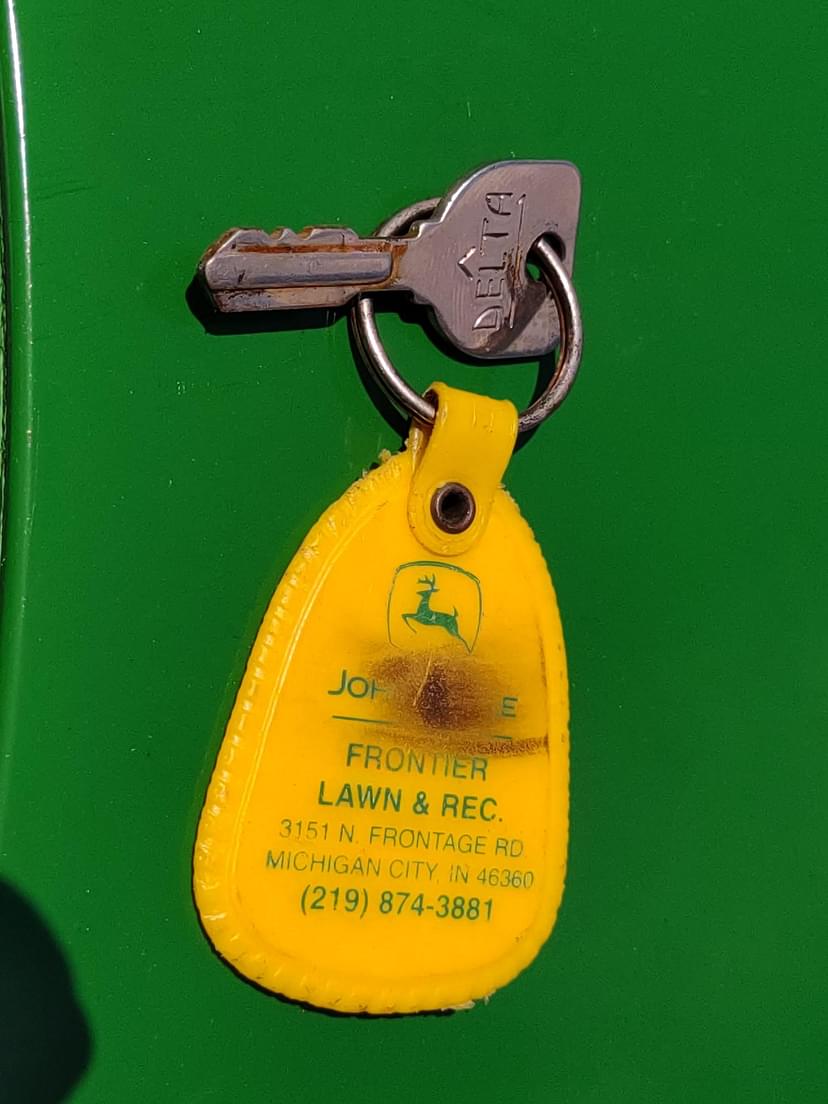 DELTA
FRONTIER
LAWN & REC.
3151 N. FRONTAGE RD.
MICHIGAN CITY, IN 46360
(219) 874-3881